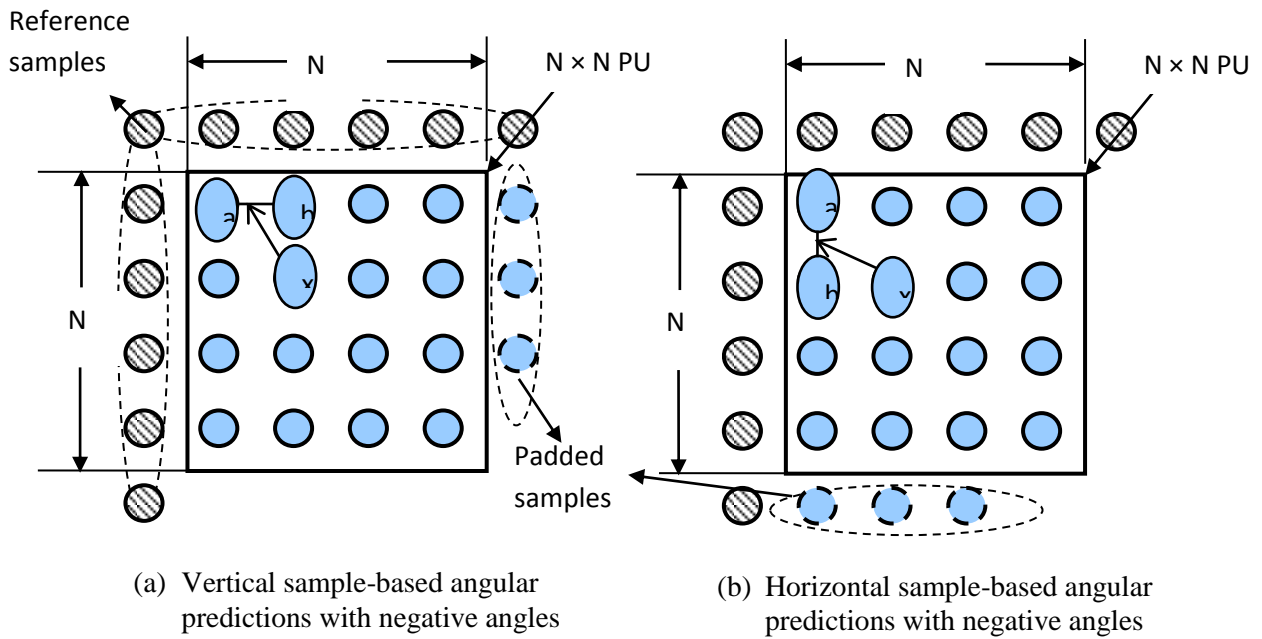 Reference
samples
N
N × N PU
N
a
Padded
samples
(a) Vertical sample-based angular
predictions with negative angles
N
N × N PU
N
a
(b) Horizontal sample-based angular
predictions with negative angles